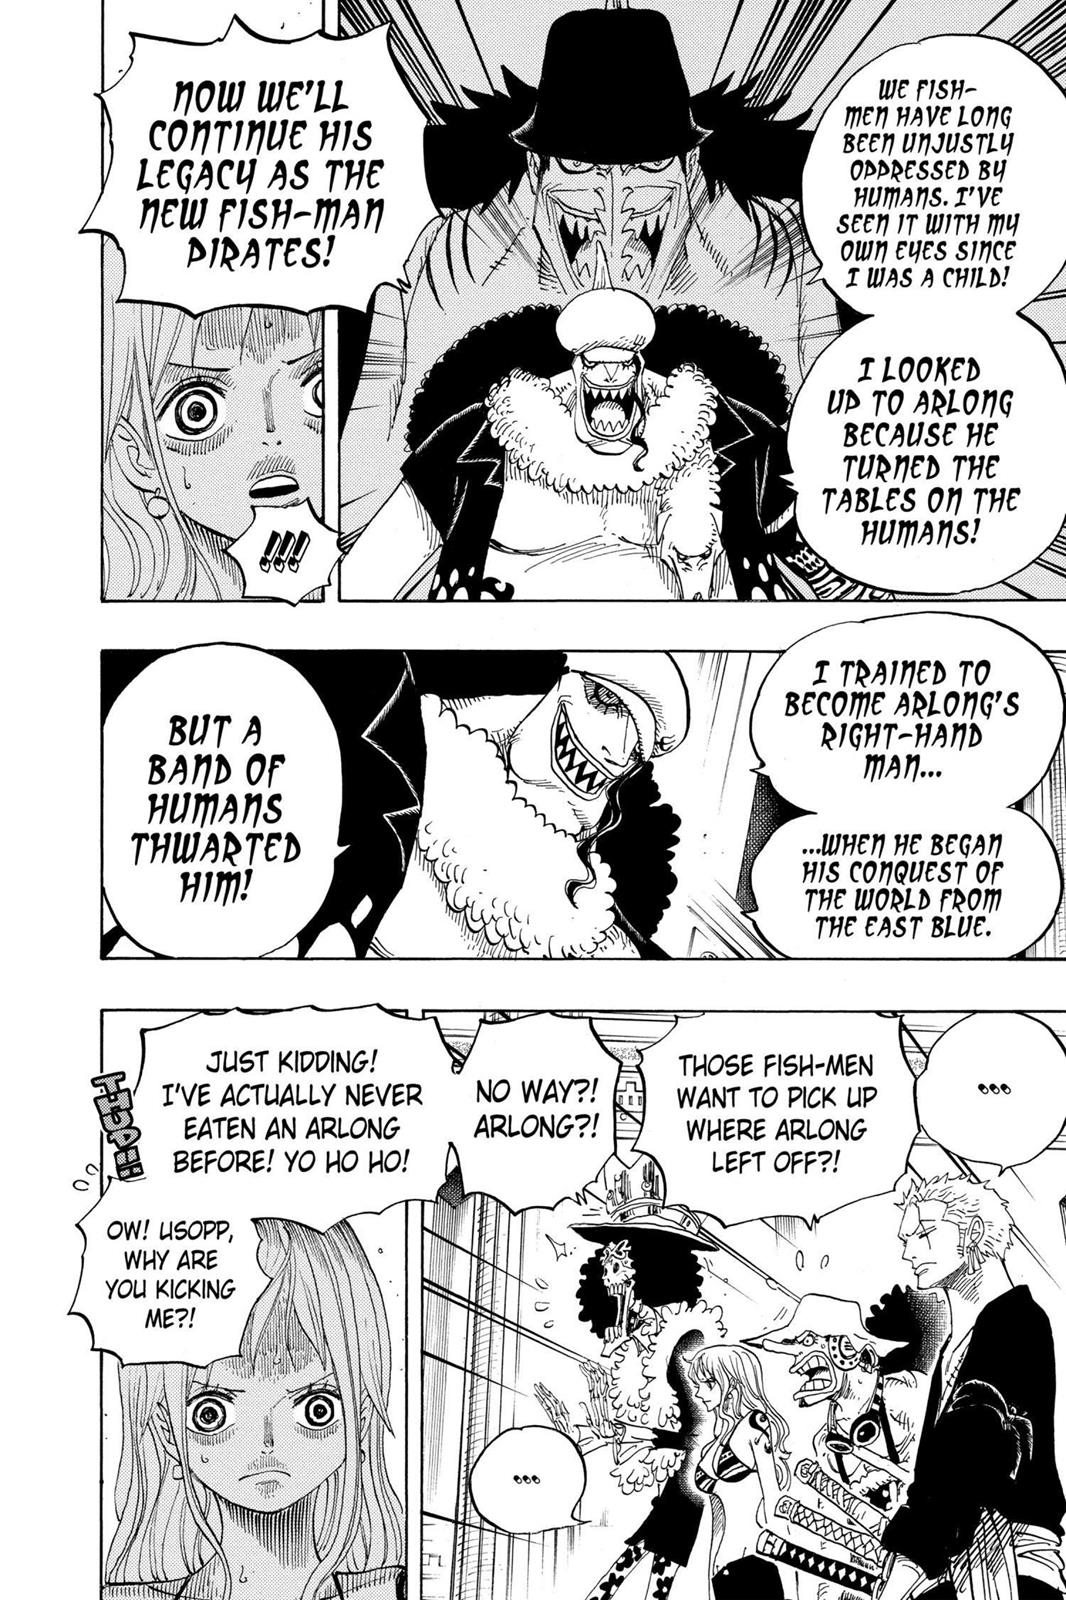 WE FISH-
MEN HAVE LONG
BEEN UNJUSTLY
OPPRESSED BY
HUMANS. I'VE
SEEN IT WITH MY
OWN EYES SINCE
I WAS A CHILD!
I LOOKED
UP TO ARLONG
BECAUSE HE
TURNED THE
TABLES ON THE
HUMANS!
NOW WE'LL
CONTINUE HIS
LEGACY AS THE
NEW FISH-MAN
PIRATES!
!!!
I TRAINED TO
BECOME ARLONG'S
RIGHT-HAND
MAN...
...WHEN HE BEGAN
HIS CONQUEST OF
THE WORLD FROM
THE EAST BLUE.
BUT A
BAND OF
HUMANS
THWARTED
HIM!
...
THOSE FISH-MEN
WANT TO PICK UP
WHERE ARLONG
LEFT OFF?!
NO WAY?!
ARLONG?!
...
JUST KIDDING!
I'VE ACTUALLY NEVER
EATEN AN ARLONG
BEFORE! YO HO HO!
OW! USOPP,
WHY ARE
YOU KICKING
ME?!